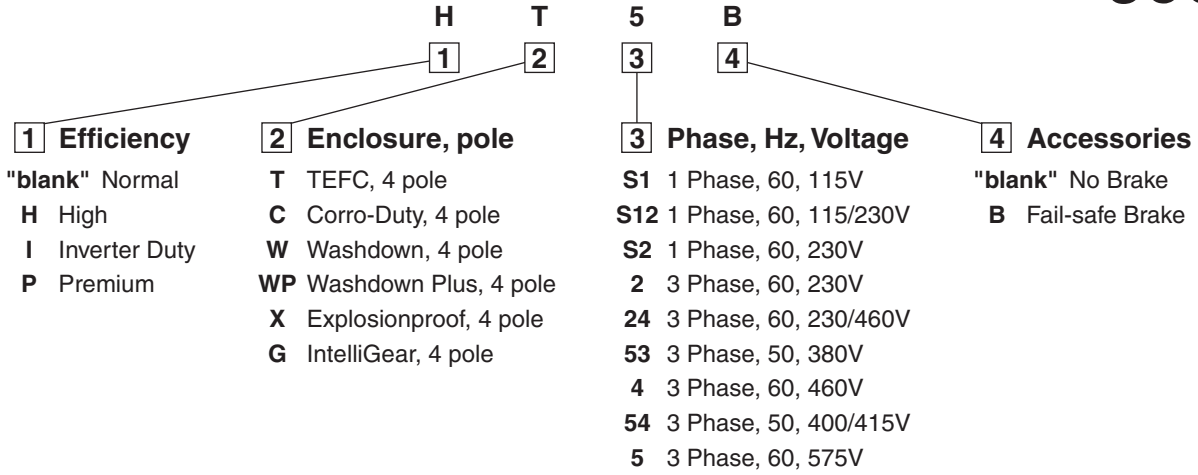 H T 5 B
1 2 3 4
1 Efficiency
"blank" Normal
H High
I Inverter Duty
P Premium
2 Enclosure, pole
T TEFC, 4 pole
C Corro-Duty, 4 pole
W Washdown, 4 pole
WP Washdown Plus, 4 pole
X Explosionproof, 4 pole
G IntelliGear, 4 pole
3 Phase, Hz, Voltage
S1 1 Phase, 60, 115V
S12 1 Phase, 60, 115/230V
S2 1 Phase, 60, 230V
2 3 Phase, 60, 230V
24 3 Phase, 60, 230/460V
53 3 Phase, 50, 380V
4 3 Phase, 60, 460V
54 3 Phase, 50, 400/415V
5 3 Phase, 60, 575V
4 Accessories
"blank" No Brake
B Fail-safe Brake